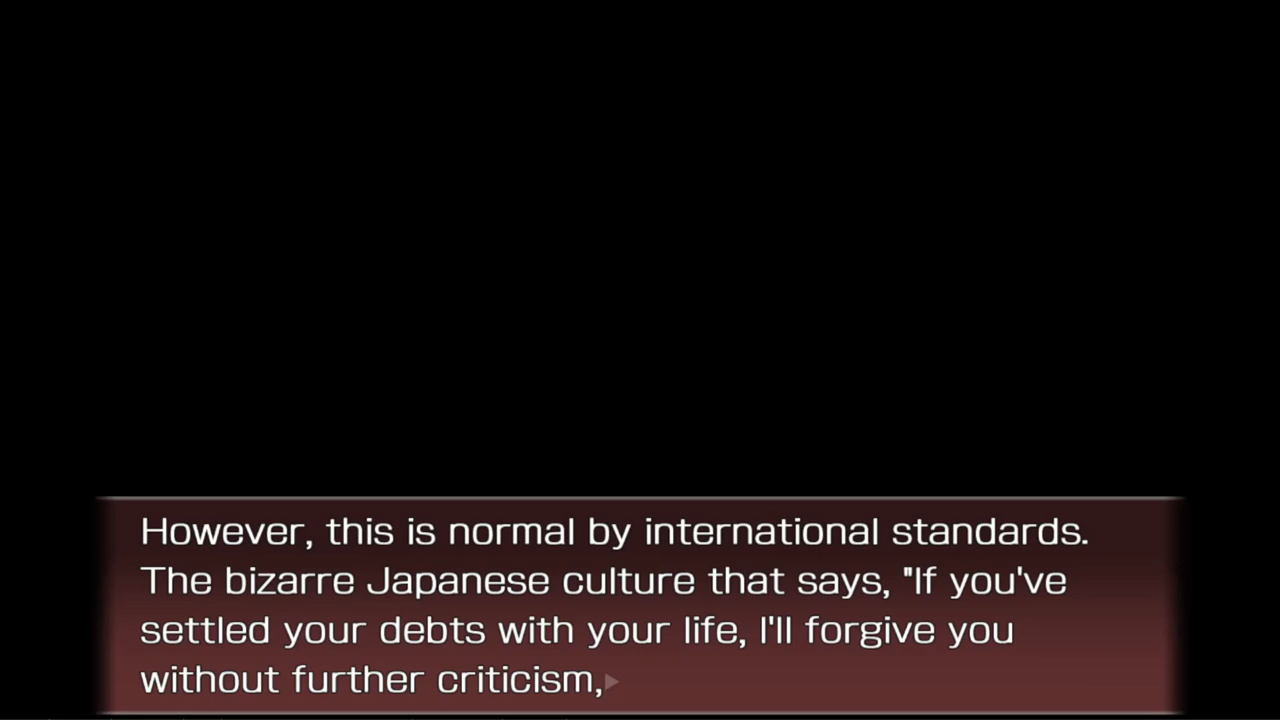 However, this is normal by international standards.
The bizarre Japanese culture that says, "If you've
settled your debts with your life, I'll forgive you
without further criticism,